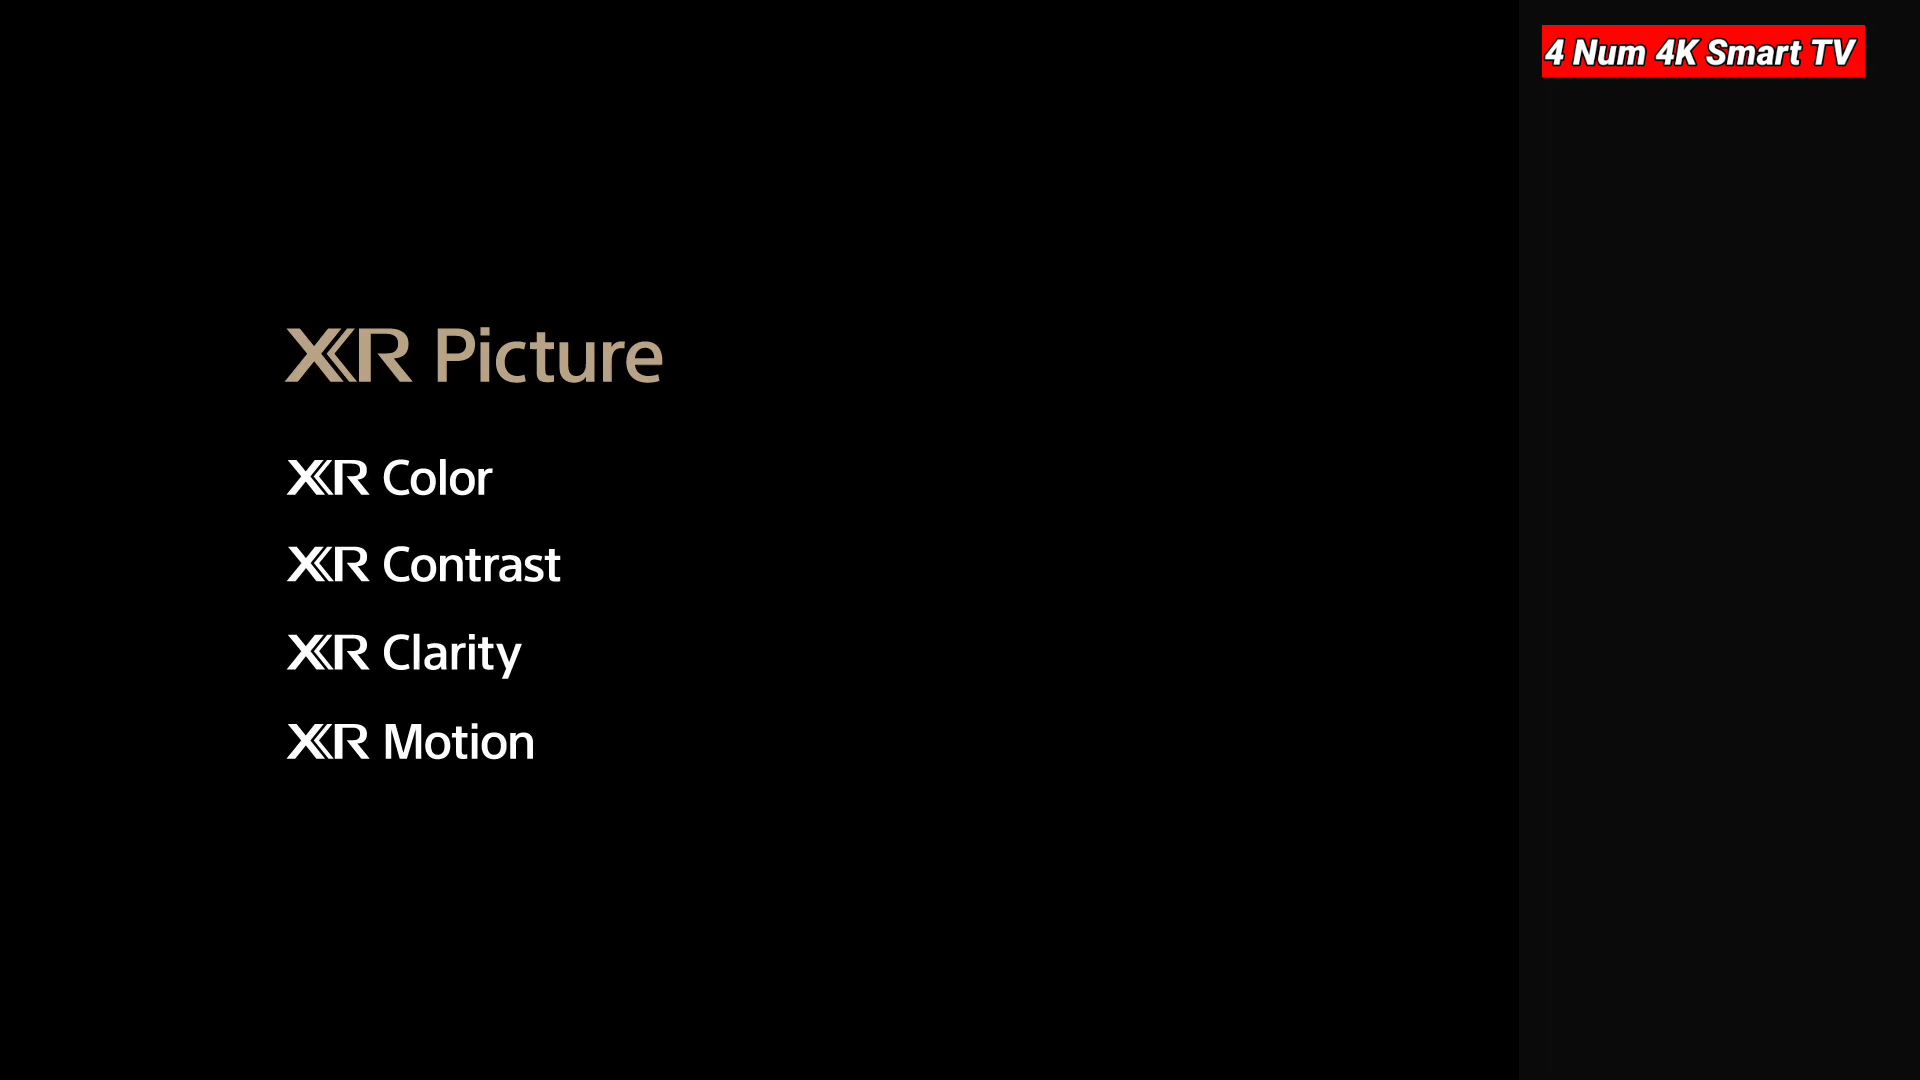 4 Num 4K Smart TV
XR Picture
XR Color
XR Contrast
XR Clarity
XR Motion